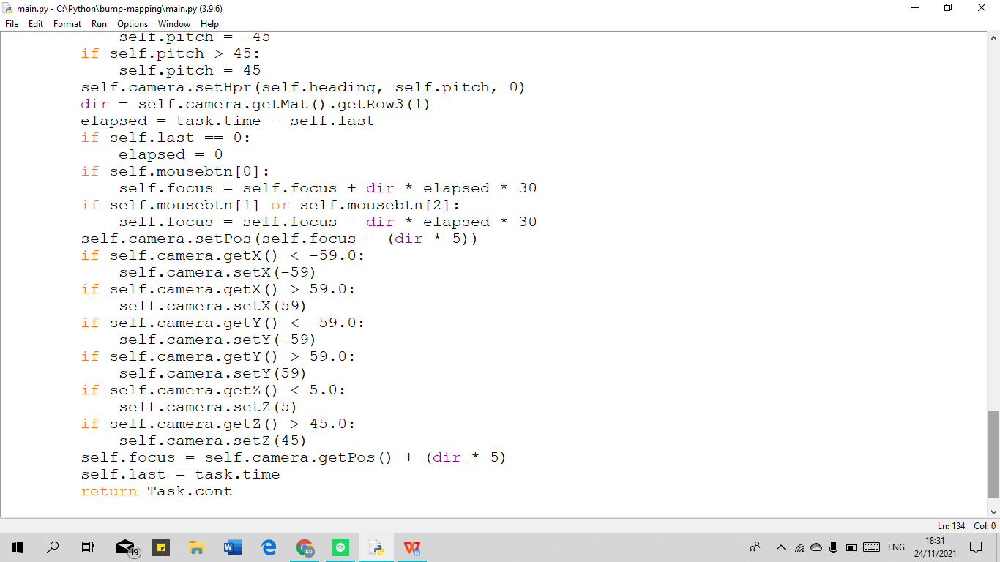 main.py - C:\Python\bump-mapping\main.py (3.9.6)
File Edit Format Run Options Window Help
            self.pitch = -45
        if self.pitch > 45:
            self.pitch = 45
        self.camera.setHpr(self.heading, self.pitch, 0)
        dir = self.camera.getMat().getRow3(1)
        elapsed = task.time - self.last
        if self.last == 0:
            elapsed = 0
        if self.mousebtn[0]:
            self.focus = self.focus + dir * elapsed * 30
        if self.mousebtn[1] or self.mousebtn[2]:
            self.focus = self.focus - dir * elapsed * 30
        self.camera.setPos(self.focus - (dir * 5))
        if self.camera.getX() < -59.0:
            self.camera.setX(-59)
        if self.camera.getX() > 59.0:
            self.camera.setX(59)
        if self.camera.getY() < -59.0:
            self.camera.setY(-59)
        if self.camera.getY() > 59.0:
            self.camera.setY(59)
        if self.camera.getZ() < 5.0:
            self.camera.setZ(5)
        if self.camera.getZ() > 45.0:
            self.camera.setZ(45)
        self.focus = self.camera.getPos() + (dir * 5)
        self.last = task.time
        return Task.cont
Ln: 134 Col: 0
19
W
SO
ENG
18:31
24/11/2021